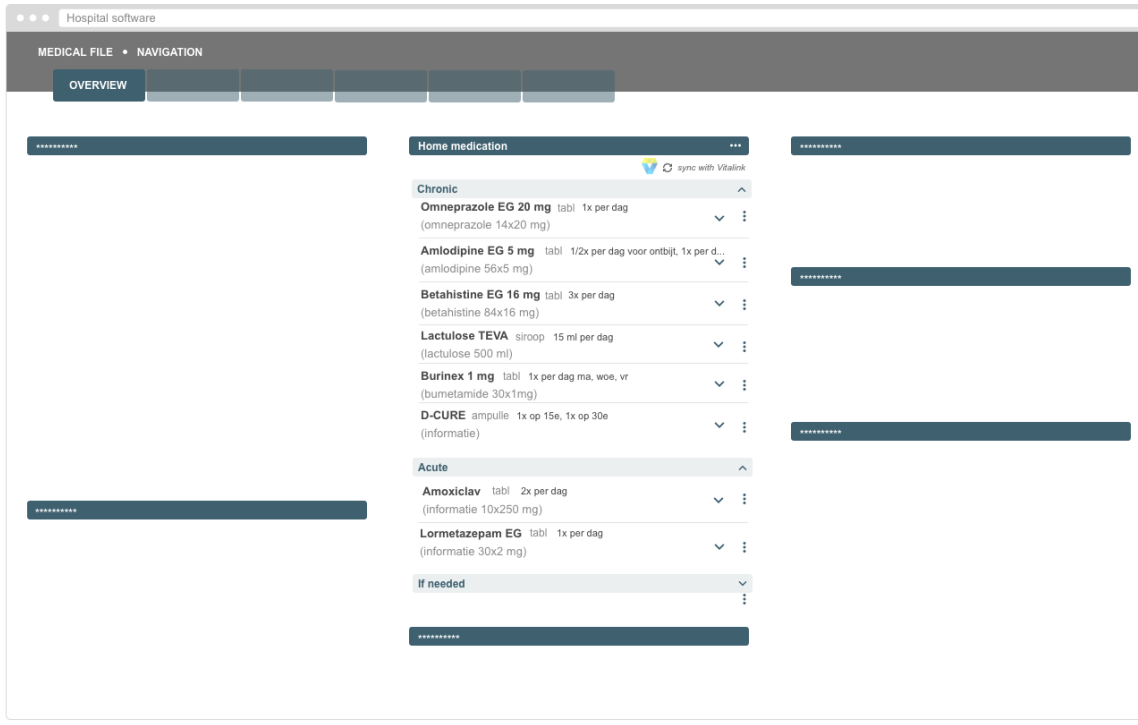 Hospital software
MEDICAL FILE • NAVIGATION
OVERVIEW
**********
**********
Home medication ...
sync with Vitalink
Chronic
Omneprazole EG 20 mg tabl 1x per dag
(omneprazole 14x20 mg)
Amlodipine EG 5 mg tabl 1/2x per dag voor ontbijt, 1x per d...
(amlodipine 56x5 mg)
Betahistine EG 16 mg tabl 3x per dag
(betahistine 84x16 mg)
Lactulose TEVA siroop 15 ml per dag
(lactulose 500 ml)
Burinex 1 mg tabl 1x per dag ma, woe, vr
(bumetamide 30x1mg)
D-CURE ampulle 1x op 15e, 1x op 30e
(informatie)
Acute
Amoxiclav tabl 2x per dag
(informatie 10x250 mg)
Lormetazepam EG tabl 1x per dag
(informatie 30x2 mg)
If needed
**********
**********
**********
**********